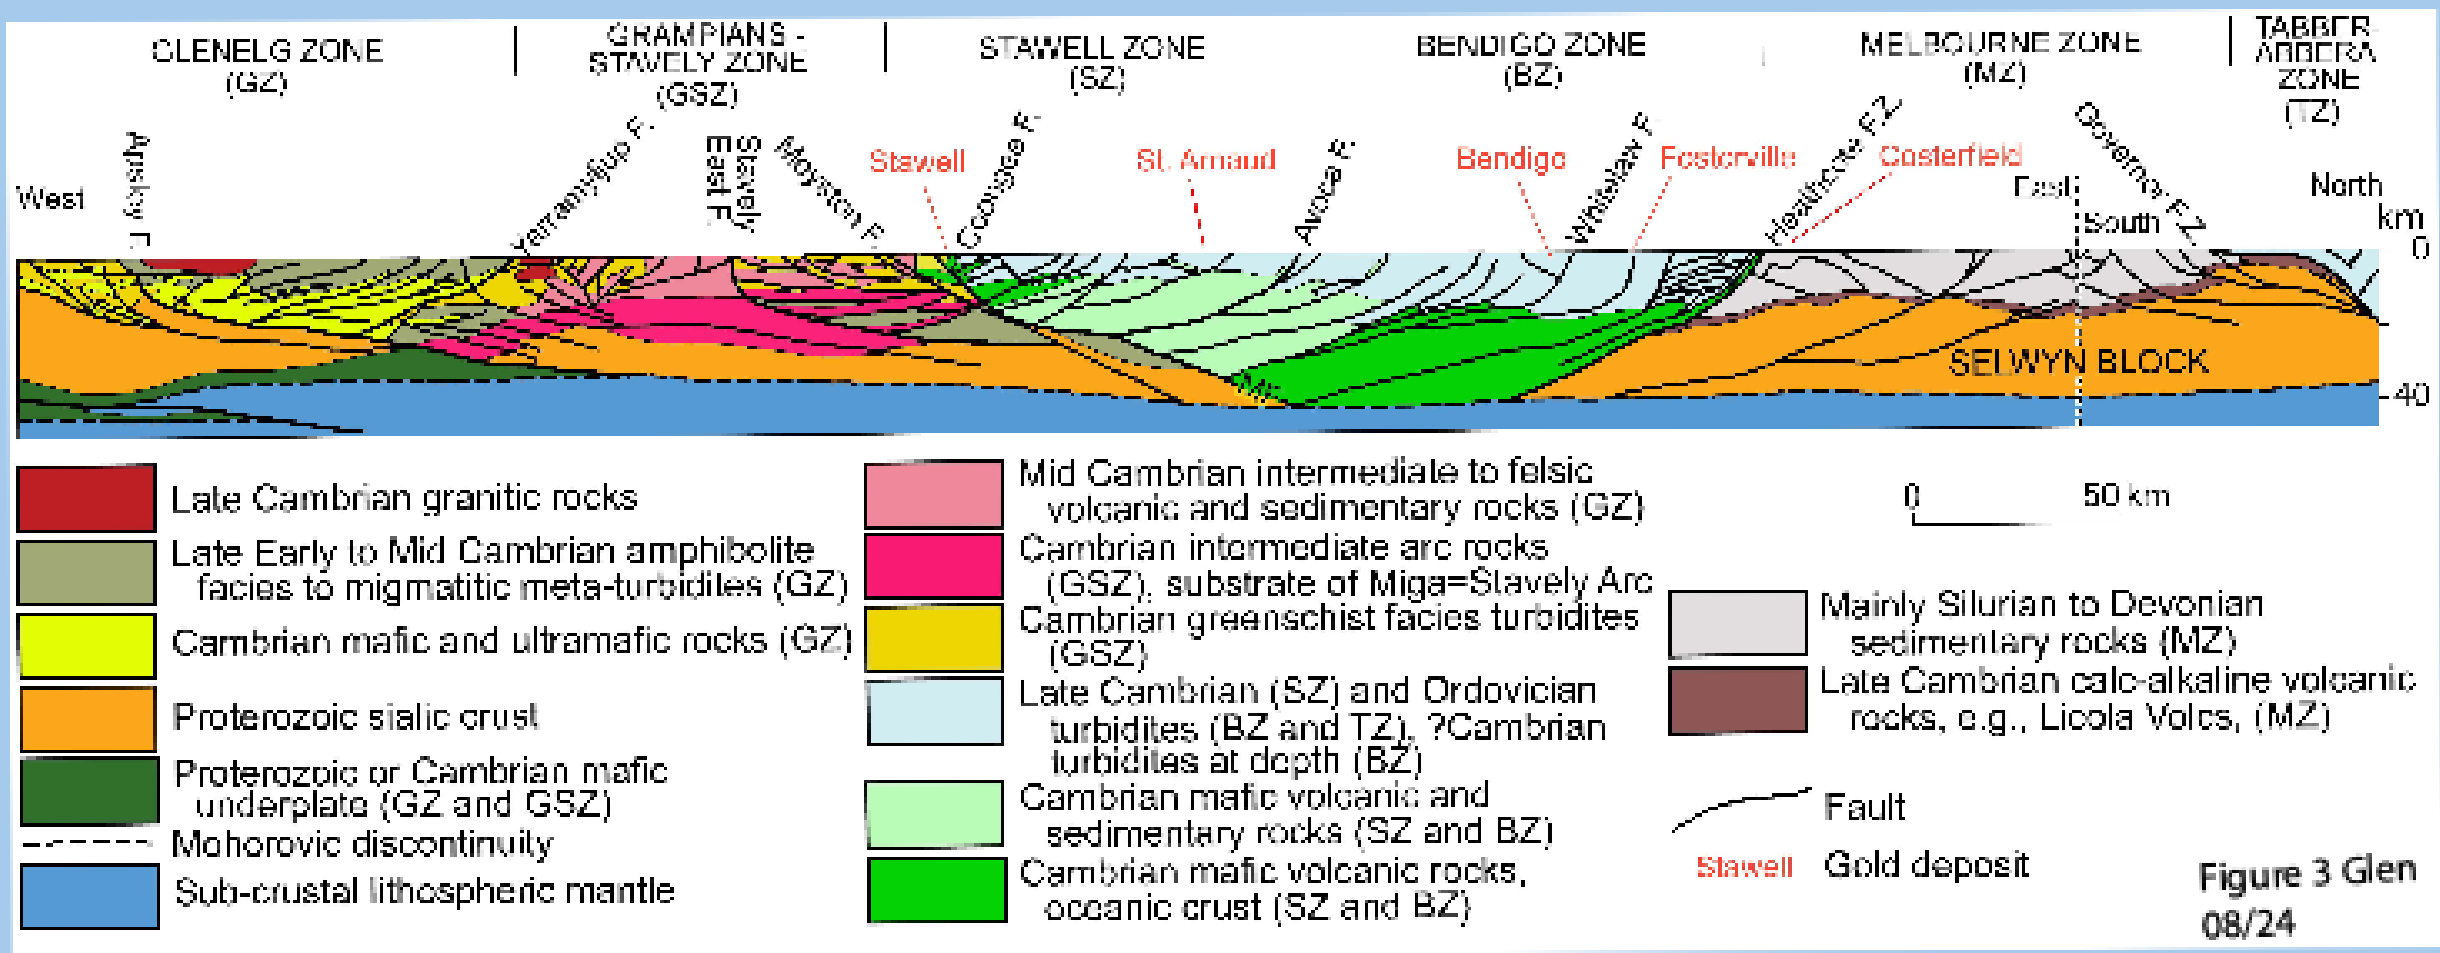 GLENELG ZONE
(GZ)
GRAMPIANS -
STAVELY ZONE
(GSZ)
STAWELL ZONE
(SZ)
BENDIGO ZONE
(BZ)
MELBOURNE ZONE
(MZ)
TABBER-
ABBERA
ZONE
(TZ)
West
Apsley F.
Yarramyljup F.
Stavely
East F.
Moyston F.
Stawell
Coongee F.
St. Arnaud
Avoca F.
Bendigo
Whitelaw F.
Fosterville
Heathcote F.Z.
Costerfield
East
South
Governor F.Z.
North
km
0
40
SELWYN BLOCK
Late Cambrian granitic rocks
Late Early to Mid Cambrian amphibolite
facies to migmatitic meta-turbidites (GZ)
Cambrian mafic and ultramafic rocks (GZ)
Proterozoic sialic crust
Proterozoic or Cambrian mafic
underplate (GZ and GSZ)
Mohorovic discontinuity
Sub-crustal lithospheric mantle
Mid Cambrian intermediate to felsic
volcanic and sedimentary rocks (GZ)
Cambrian intermediate arc rocks
(GSZ), substrate of Miga=Stavely Arc
Cambrian greenschist facies turbidites
(GSZ)
Late Cambrian (SZ) and Ordovician
turbidites (BZ and TZ), ?Cambrian
turbidites at depth (BZ)
Cambrian mafic volcanic and
sedimentary rocks (SZ and BZ)
Cambrian mafic volcanic rocks,
oceanic crust (SZ and BZ)
0 50 km
Mainly Silurian to Devonian
sedimentary rocks (MZ)
Late Cambrian calc-alkaline volcanic
rocks, e.g., Licola Volcs, (MZ)
Fault
Stawell Gold deposit
Figure 3 Glen
08/24